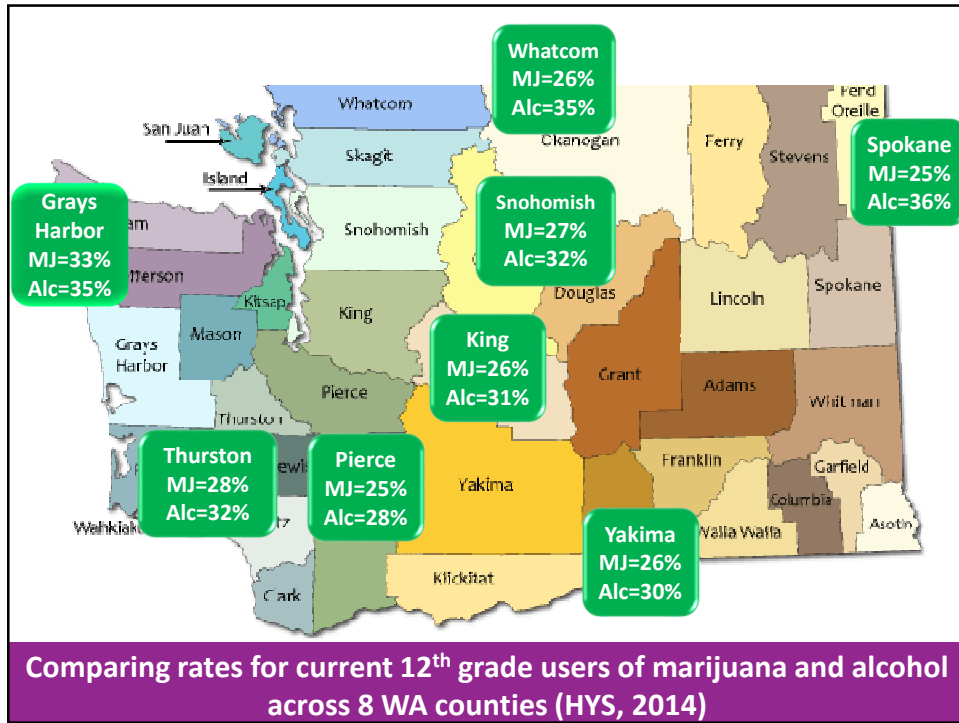 Whatcom
MJ=26%
Alc=35%
Whatcom
San Juan
Skagit
Island
Okanogan
Ferry
Stevens
Pend
Oreille
Spokane
MJ=25%
Alc=36%
Grays
Harbor
MJ=33%
Alc=35%
Snohomish
Snohomish
MJ=27%
Alc=32%
Kitsap
King
Douglas
Lincoln
Spokane
Mason
Grays
Harbor
King
MJ=26%
Alc=31%
Grant
Adams
Whitman
Pierce
Thurston
Thurston
MJ=28%
Alc=32%
Pierce
MJ=25%
Alc=28%
Yakima
Franklin
Garfield
Columbia
Walla Walla
Asotin
Yakima
MJ=26%
Alc=30%
Klickitat
Clark
Comparing rates for current 12th grade users of marijuana and alcohol
across 8 WA counties (HYS, 2014)